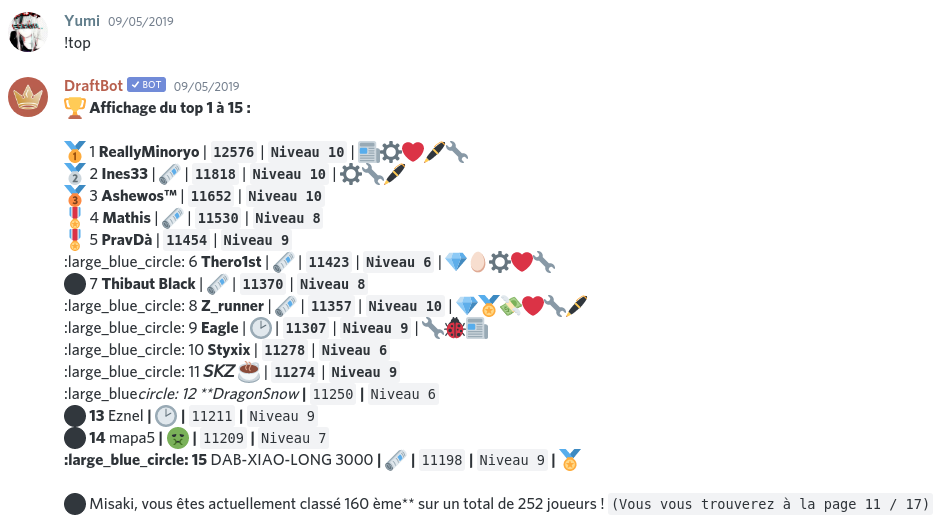 Yumi 09/05/2019
!top
DraftBot ✓ BOT 09/05/2019
🏆 Affichage du top 1 à 15 :
🥇 1 ReallyMinoryo | 12576 | Niveau 10 | 📰⚙️❤️🖋️🔧
🥈 2 Ines33 | 🗞️ | 11818 | Niveau 10 | ⚙️🔧🖋️
🥉 3 Ashewos™ | 11652 | Niveau 10
🎖️ 4 Mathis | 🗞️ | 11530 | Niveau 8
🎖️ 5 PravDà | 11454 | Niveau 9
:large_blue_circle: 6 Thero1st | 🗞️ | 11423 | Niveau 6 | 💎🥚⚙️❤️🔧
⚫ 7 Thibaut Black | 🗞️ | 11370 | Niveau 8
:large_blue_circle: 8 Z_runner | 🗞️ | 11357 | Niveau 10 | 💎🏅💸❤️🔧🖋️
:large_blue_circle: 9 Eagle | 🕑 | 11307 | Niveau 9 | 🔧🐞📰
:large_blue_circle: 10 Styxix | 11278 | Niveau 6
:large_blue_circle: 11 SKZ ☕ | 11274 | Niveau 9
:large_bluecircle: 12 **DragonSnow | 11250 | Niveau 6
⚫ 13 Eznel | 🕑 | 11211 | Niveau 9
⚫ 14 mapa5 | 🤢 | 11209 | Niveau 7
:large_blue_circle: 15 DAB-XIAO-LONG 3000 | 🗞️ | 11198 | Niveau 9 | 🏅
⚫ Misaki, vous êtes actuellement classé 160 ème** sur un total de 252 joueurs ! (Vous vous trouverez à la page 11 / 17)